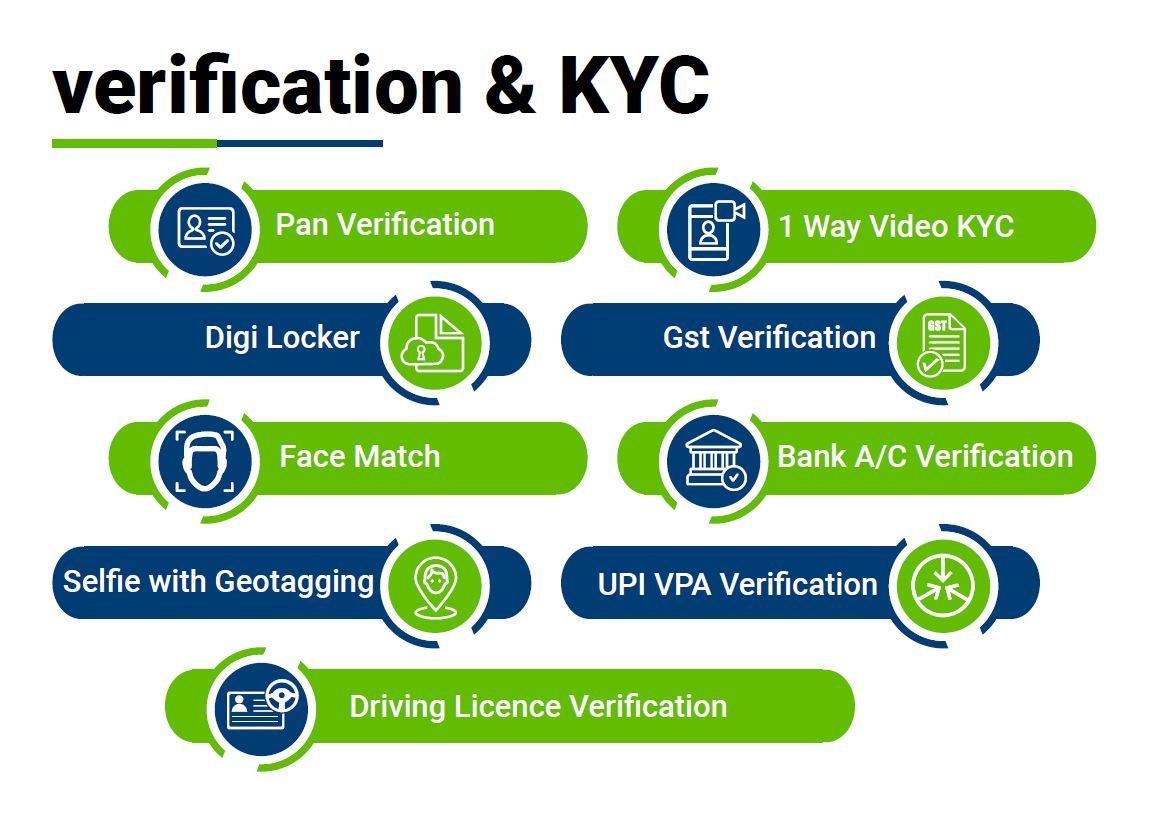 verification & KYC
Pan Verification
1 Way Video KYC
Digi Locker
Gst Verification
GST
Face Match
Bank A/C Verification
Selfie with Geotagging
UPI VPA Verification
Driving Licence Verification